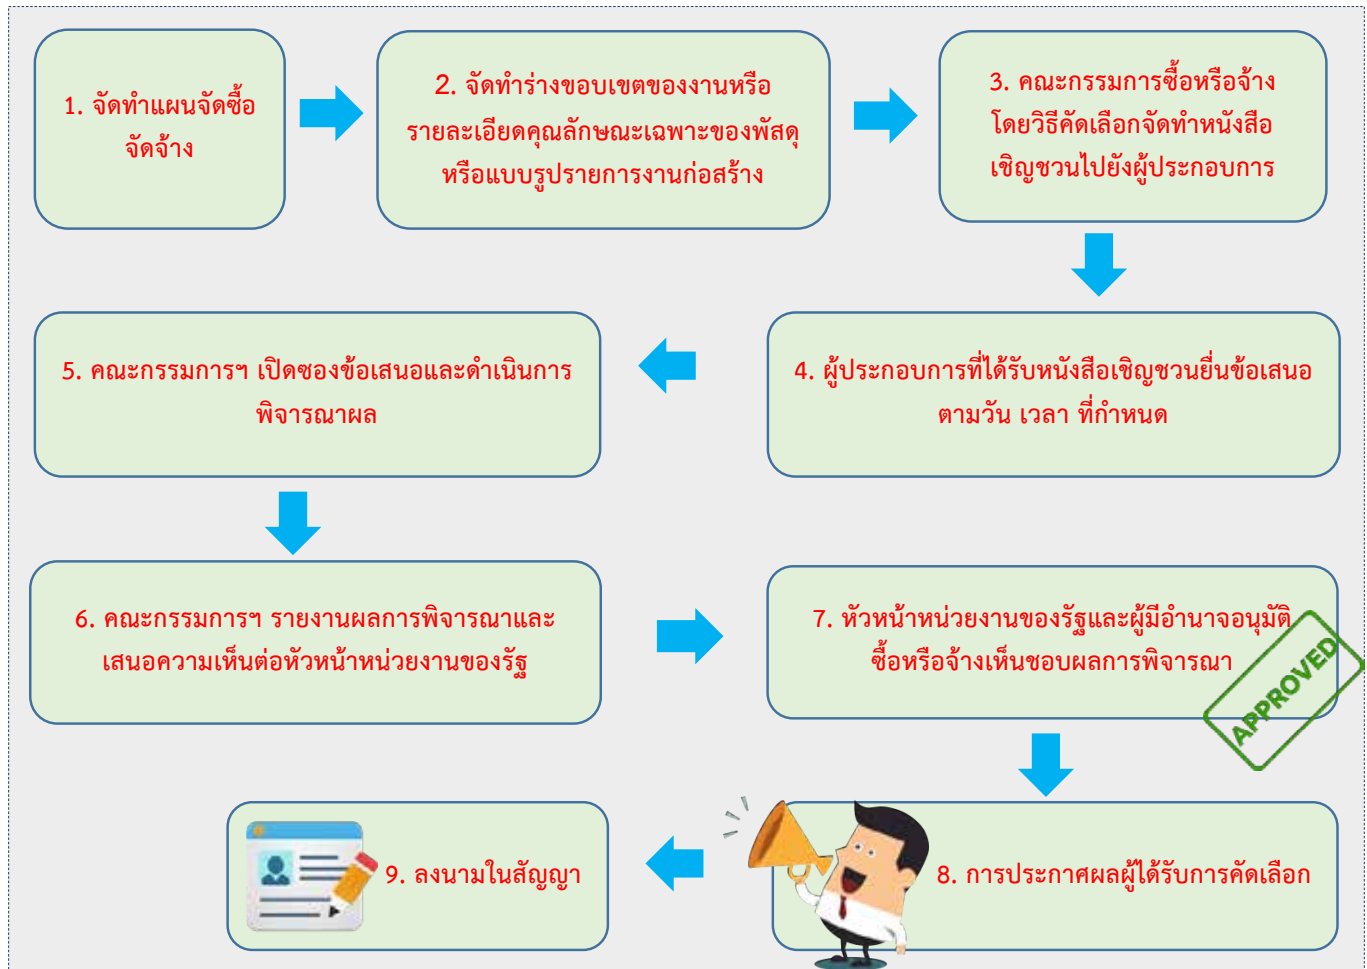 1. จัดทำแผนจัดซื้อ
จัดจ้าง
2. จัดทำร่างขอบเขตของงานหรือ
รายละเอียดคุณลักษณะเฉพาะของพัสดุ
หรือแบบรูปรายการงานก่อสร้าง
3. คณะกรรมการซื้อหรือจ้าง
โดยวิธีคัดเลือกจัดทำหนังสือ
เชิญชวนไปยังผู้ประกอบการ
4. ผู้ประกอบการที่ได้รับหนังสือเชิญชวนยื่นข้อเสนอ
ตามวัน เวลา ที่กำหนด
5. คณะกรรมการฯ เปิดซองข้อเสนอและดำเนินการ
พิจารณาผล
6. คณะกรรมการฯ รายงานผลการพิจารณาและ
เสนอความเห็นต่อหัวหน้าหน่วยงานของรัฐ
7. หัวหน้าหน่วยงานของรัฐและผู้มีอำนาจอนุมัติ
ซื้อหรือจ้างเห็นชอบผลการพิจารณา
APPROVED
8. การประกาศผลผู้ได้รับการคัดเลือก
9. ลงนามในสัญญา